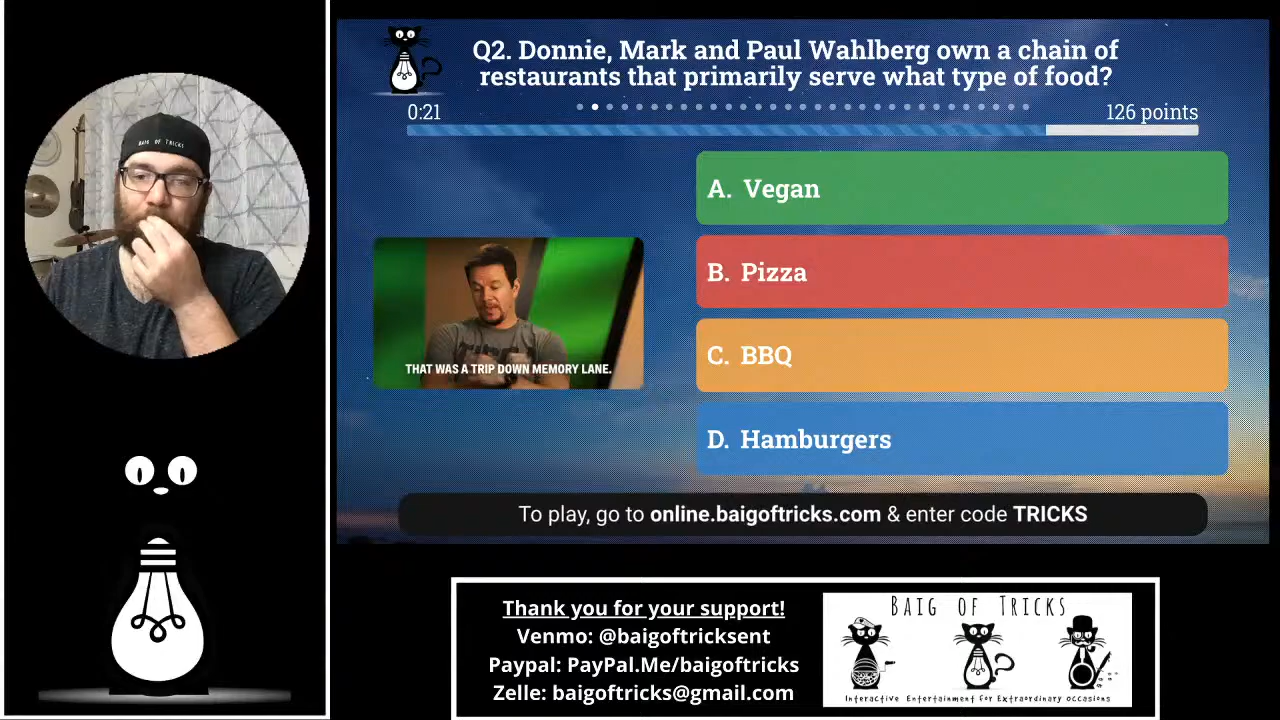 BAIG OF TRICKS
Q2. Donnie, Mark and Paul Wahlberg own a chain of
restaurants that primarily serve what type of food?
0:21
126 points
A. Vegan
B. Pizza
C. BBQ
D. Hamburgers
THAT WAS A TRIP DOWN MEMORY LANE.
To play, go to online.baigoftricks.com & enter code TRICKS
Thank you for your support!
Venmo: @baigoftricksent
Paypal: PayPal.Me/baigoftricks
Zelle: baigoftricks@gmail.com
BAIG OF TRICKS
Interactive Entertainment for Extraordinary Occasions